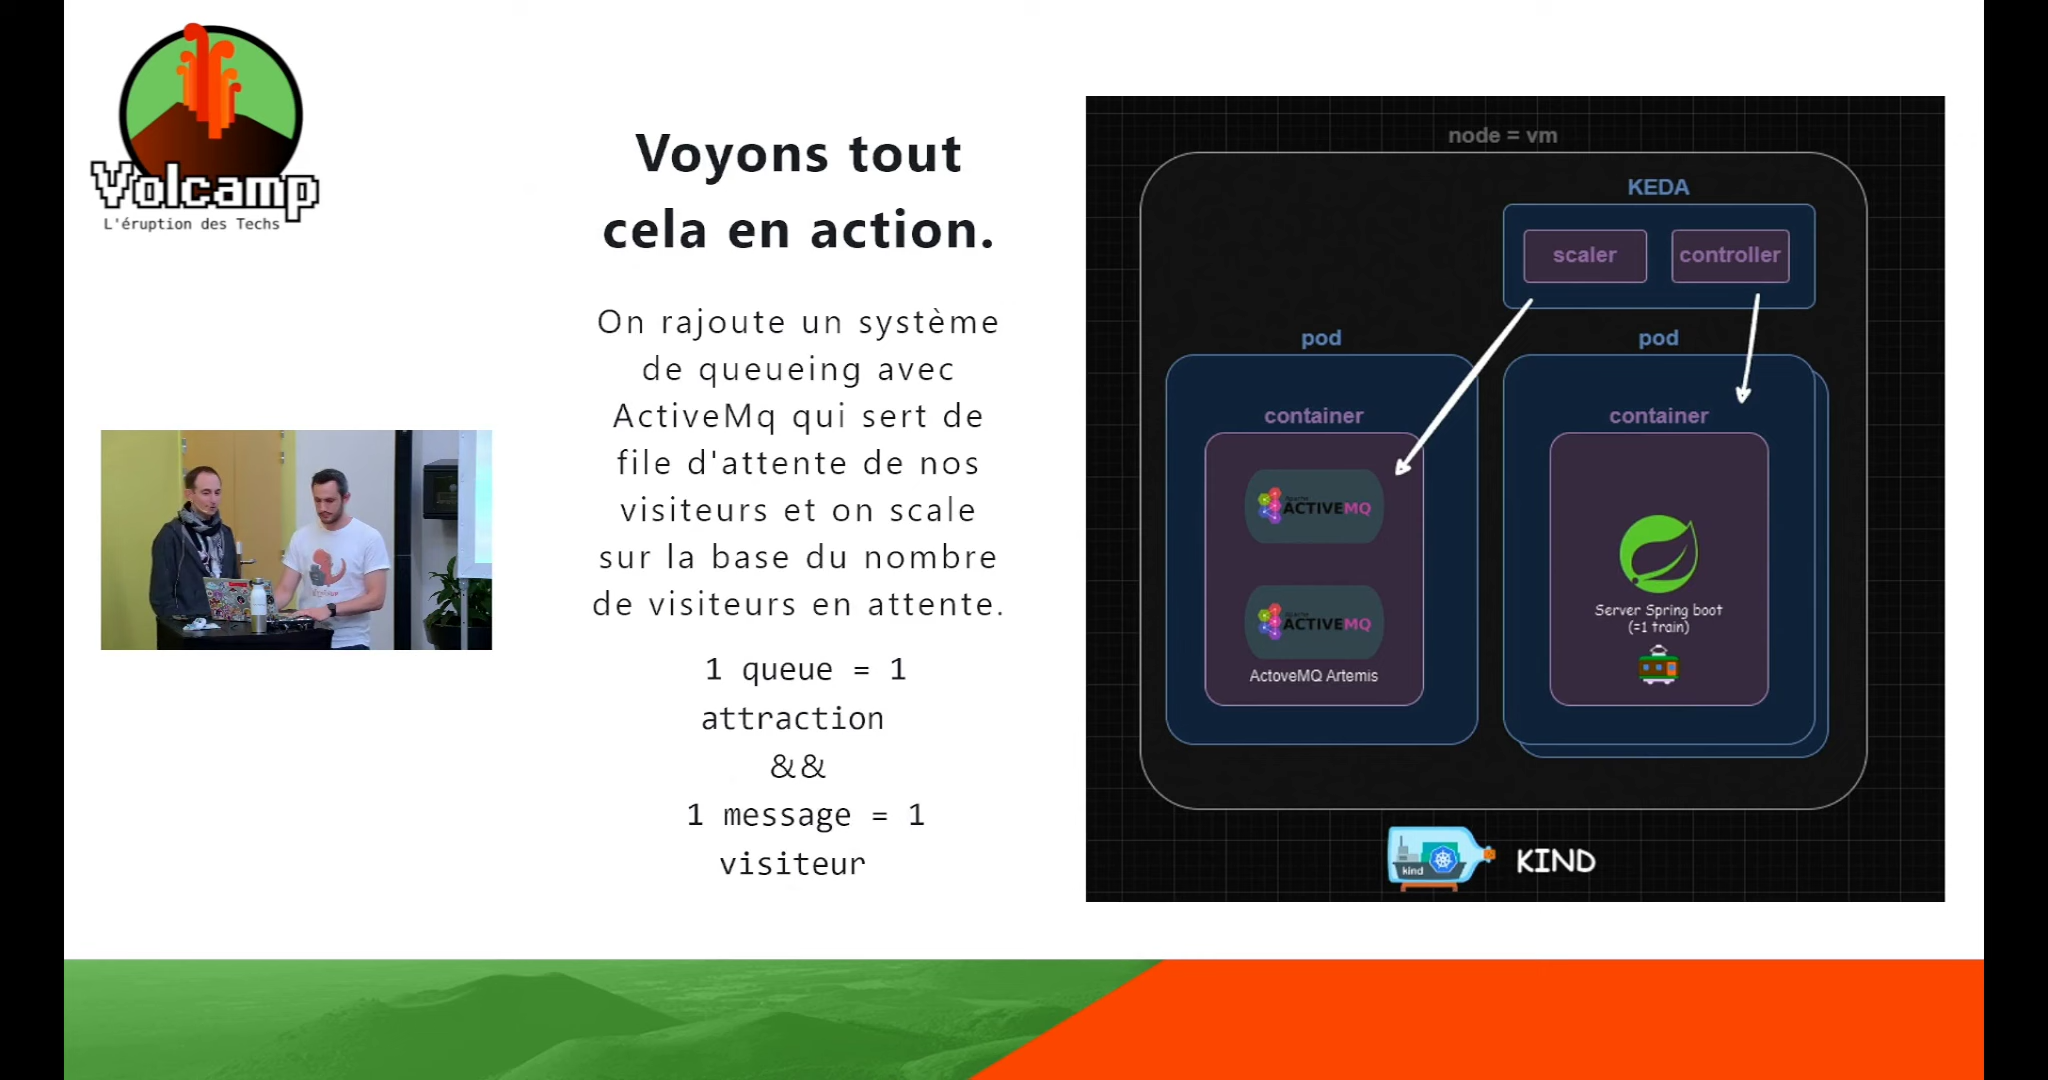 Volcamp
L'éruption des Techs
Voyons tout
cela en action.
On rajoute un système
de queueing avec
ActiveMq qui sert de
file d'attente de nos
visiteurs et on scale
sur la base du nombre
de visiteurs en attente.
1 queue = 1
attraction
&&
1 message = 1
visiteur
node = vm
KEDA
scaler
controller
pod
pod
container
container
Apache
ACTIVEMQ
Apache
ACTIVEMQ
ActoveMQ Artemis
Server Spring boot
(=1 train)
kind
KIND